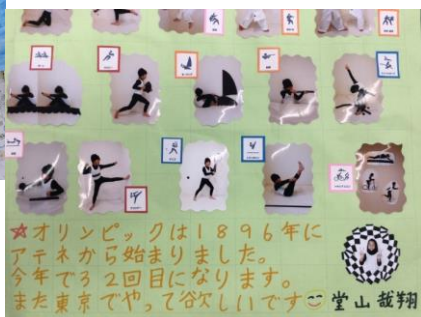 ☆オリンピックは1896年に
アテネから始まりました。
今年で32回目になります。
また東京でやって欲しいです 堂山哉翔